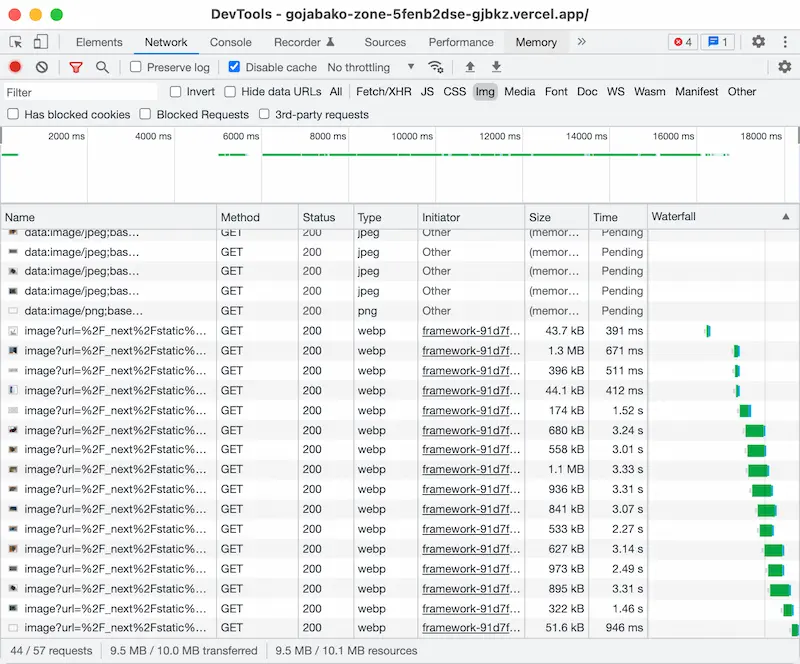 DevTools - gojabako-zone-5fenb2dse-gjbkz.vercel.app/
Elements Network Console Recorder Sources Performance Memory » 4 1
Preserve log Disable cache No throttling
Filter Invert Hide data URLs All Fetch/XHR JS CSS Img Media Font Doc WS Wasm Manifest Other
Has blocked cookies Blocked Requests 3rd-party requests
2000 ms 4000 ms 6000 ms 8000 ms 10000 ms 12000 ms 14000 ms 16000 ms 18000 ms
Name Method Status Type Initiator Size Time Waterfall
data:image/jpeg;bas… GET 200 jpeg Other (memor… Pending
data:image/jpeg;bas… GET 200 jpeg Other (memor… Pending
data:image/jpeg;bas… GET 200 jpeg Other (memor… Pending
data:image/jpeg;bas… GET 200 jpeg Other (memor… Pending
data:image/png;base… GET 200 png Other (memor… Pending
image?url=%2F_next%2Fstatic%… GET 200 webp framework-91d7f… 43.7 kB 391 ms
image?url=%2F_next%2Fstatic%… GET 200 webp framework-91d7f… 1.3 MB 671 ms
image?url=%2F_next%2Fstatic%… GET 200 webp framework-91d7f… 396 kB 511 ms
image?url=%2F_next%2Fstatic%… GET 200 webp framework-91d7f… 44.1 kB 412 ms
image?url=%2F_next%2Fstatic%… GET 200 webp framework-91d7f… 174 kB 1.52 s
image?url=%2F_next%2Fstatic%… GET 200 webp framework-91d7f… 680 kB 3.24 s
image?url=%2F_next%2Fstatic%… GET 200 webp framework-91d7f… 558 kB 3.01 s
image?url=%2F_next%2Fstatic%… GET 200 webp framework-91d7f… 1.1 MB 3.33 s
image?url=%2F_next%2Fstatic%… GET 200 webp framework-91d7f… 936 kB 3.31 s
image?url=%2F_next%2Fstatic%… GET 200 webp framework-91d7f… 841 kB 3.07 s
image?url=%2F_next%2Fstatic%… GET 200 webp framework-91d7f… 533 kB 2.27 s
image?url=%2F_next%2Fstatic%… GET 200 webp framework-91d7f… 627 kB 3.14 s
image?url=%2F_next%2Fstatic%… GET 200 webp framework-91d7f… 973 kB 2.49 s
image?url=%2F_next%2Fstatic%… GET 200 webp framework-91d7f… 895 kB 3.31 s
image?url=%2F_next%2Fstatic%… GET 200 webp framework-91d7f… 322 kB 1.46 s
image?url=%2F_next%2Fstatic%… GET 200 webp framework-91d7f… 51.6 kB 946 ms
44 / 57 requests 9.5 MB / 10.0 MB transferred 9.5 MB / 10.1 MB resources